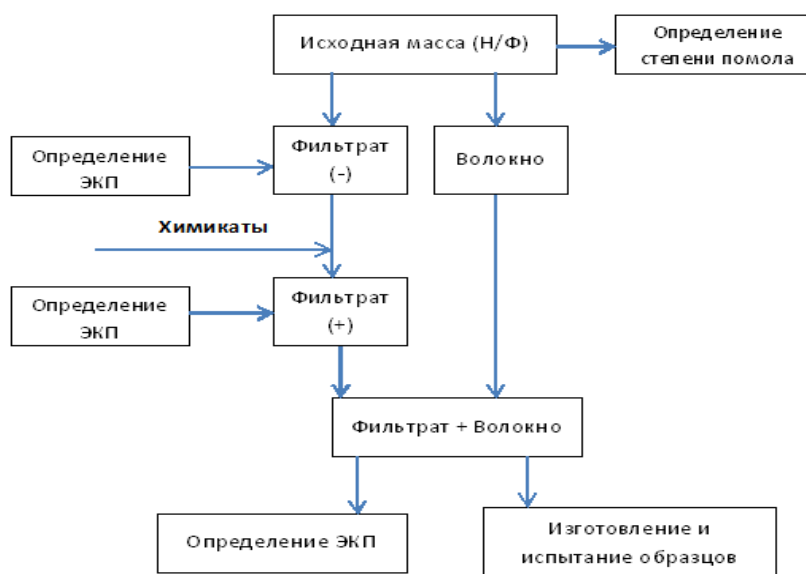 Исходная масса (Н/Ф)
Определение
степени помола
Определение
ЭКП
Фильтрат
(-)
Волокно
Химикаты
Определение
ЭКП
Фильтрат
(+)
Фильтрат + Волокно
Определение ЭКП
Изготовление и
испытание образцов